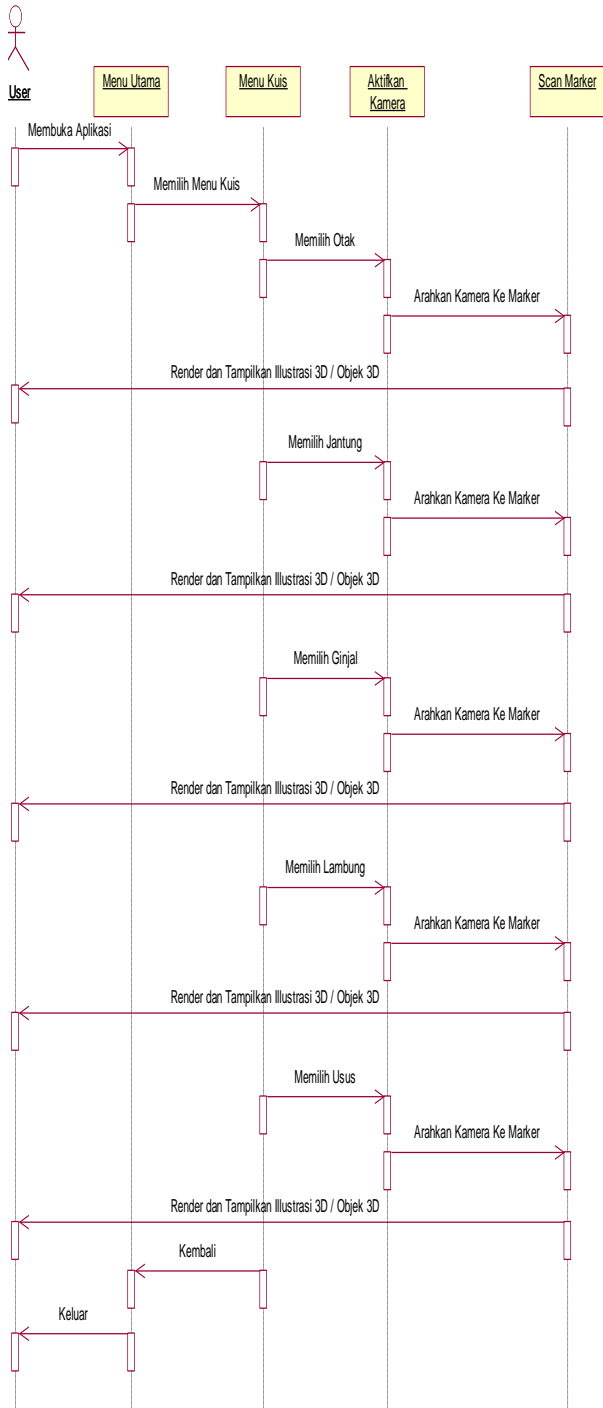 User
Menu Utama
Menu Kuis
Aktifkan
Kamera
Scan Marker
Membuka Aplikasi
Memilih Menu Kuis
Memilih Otak
Arahkan Kamera Ke Marker
Render dan Tampilkan Illustrasi 3D / Objek 3D
Memilih Jantung
Arahkan Kamera Ke Marker
Render dan Tampilkan Illustrasi 3D / Objek 3D
Memilih Ginjal
Arahkan Kamera Ke Marker
Render dan Tampilkan Illustrasi 3D / Objek 3D
Memilih Lambung
Arahkan Kamera Ke Marker
Render dan Tampilkan Illustrasi 3D / Objek 3D
Memilih Usus
Arahkan Kamera Ke Marker
Render dan Tampilkan Illustrasi 3D / Objek 3D
Kembali
Keluar